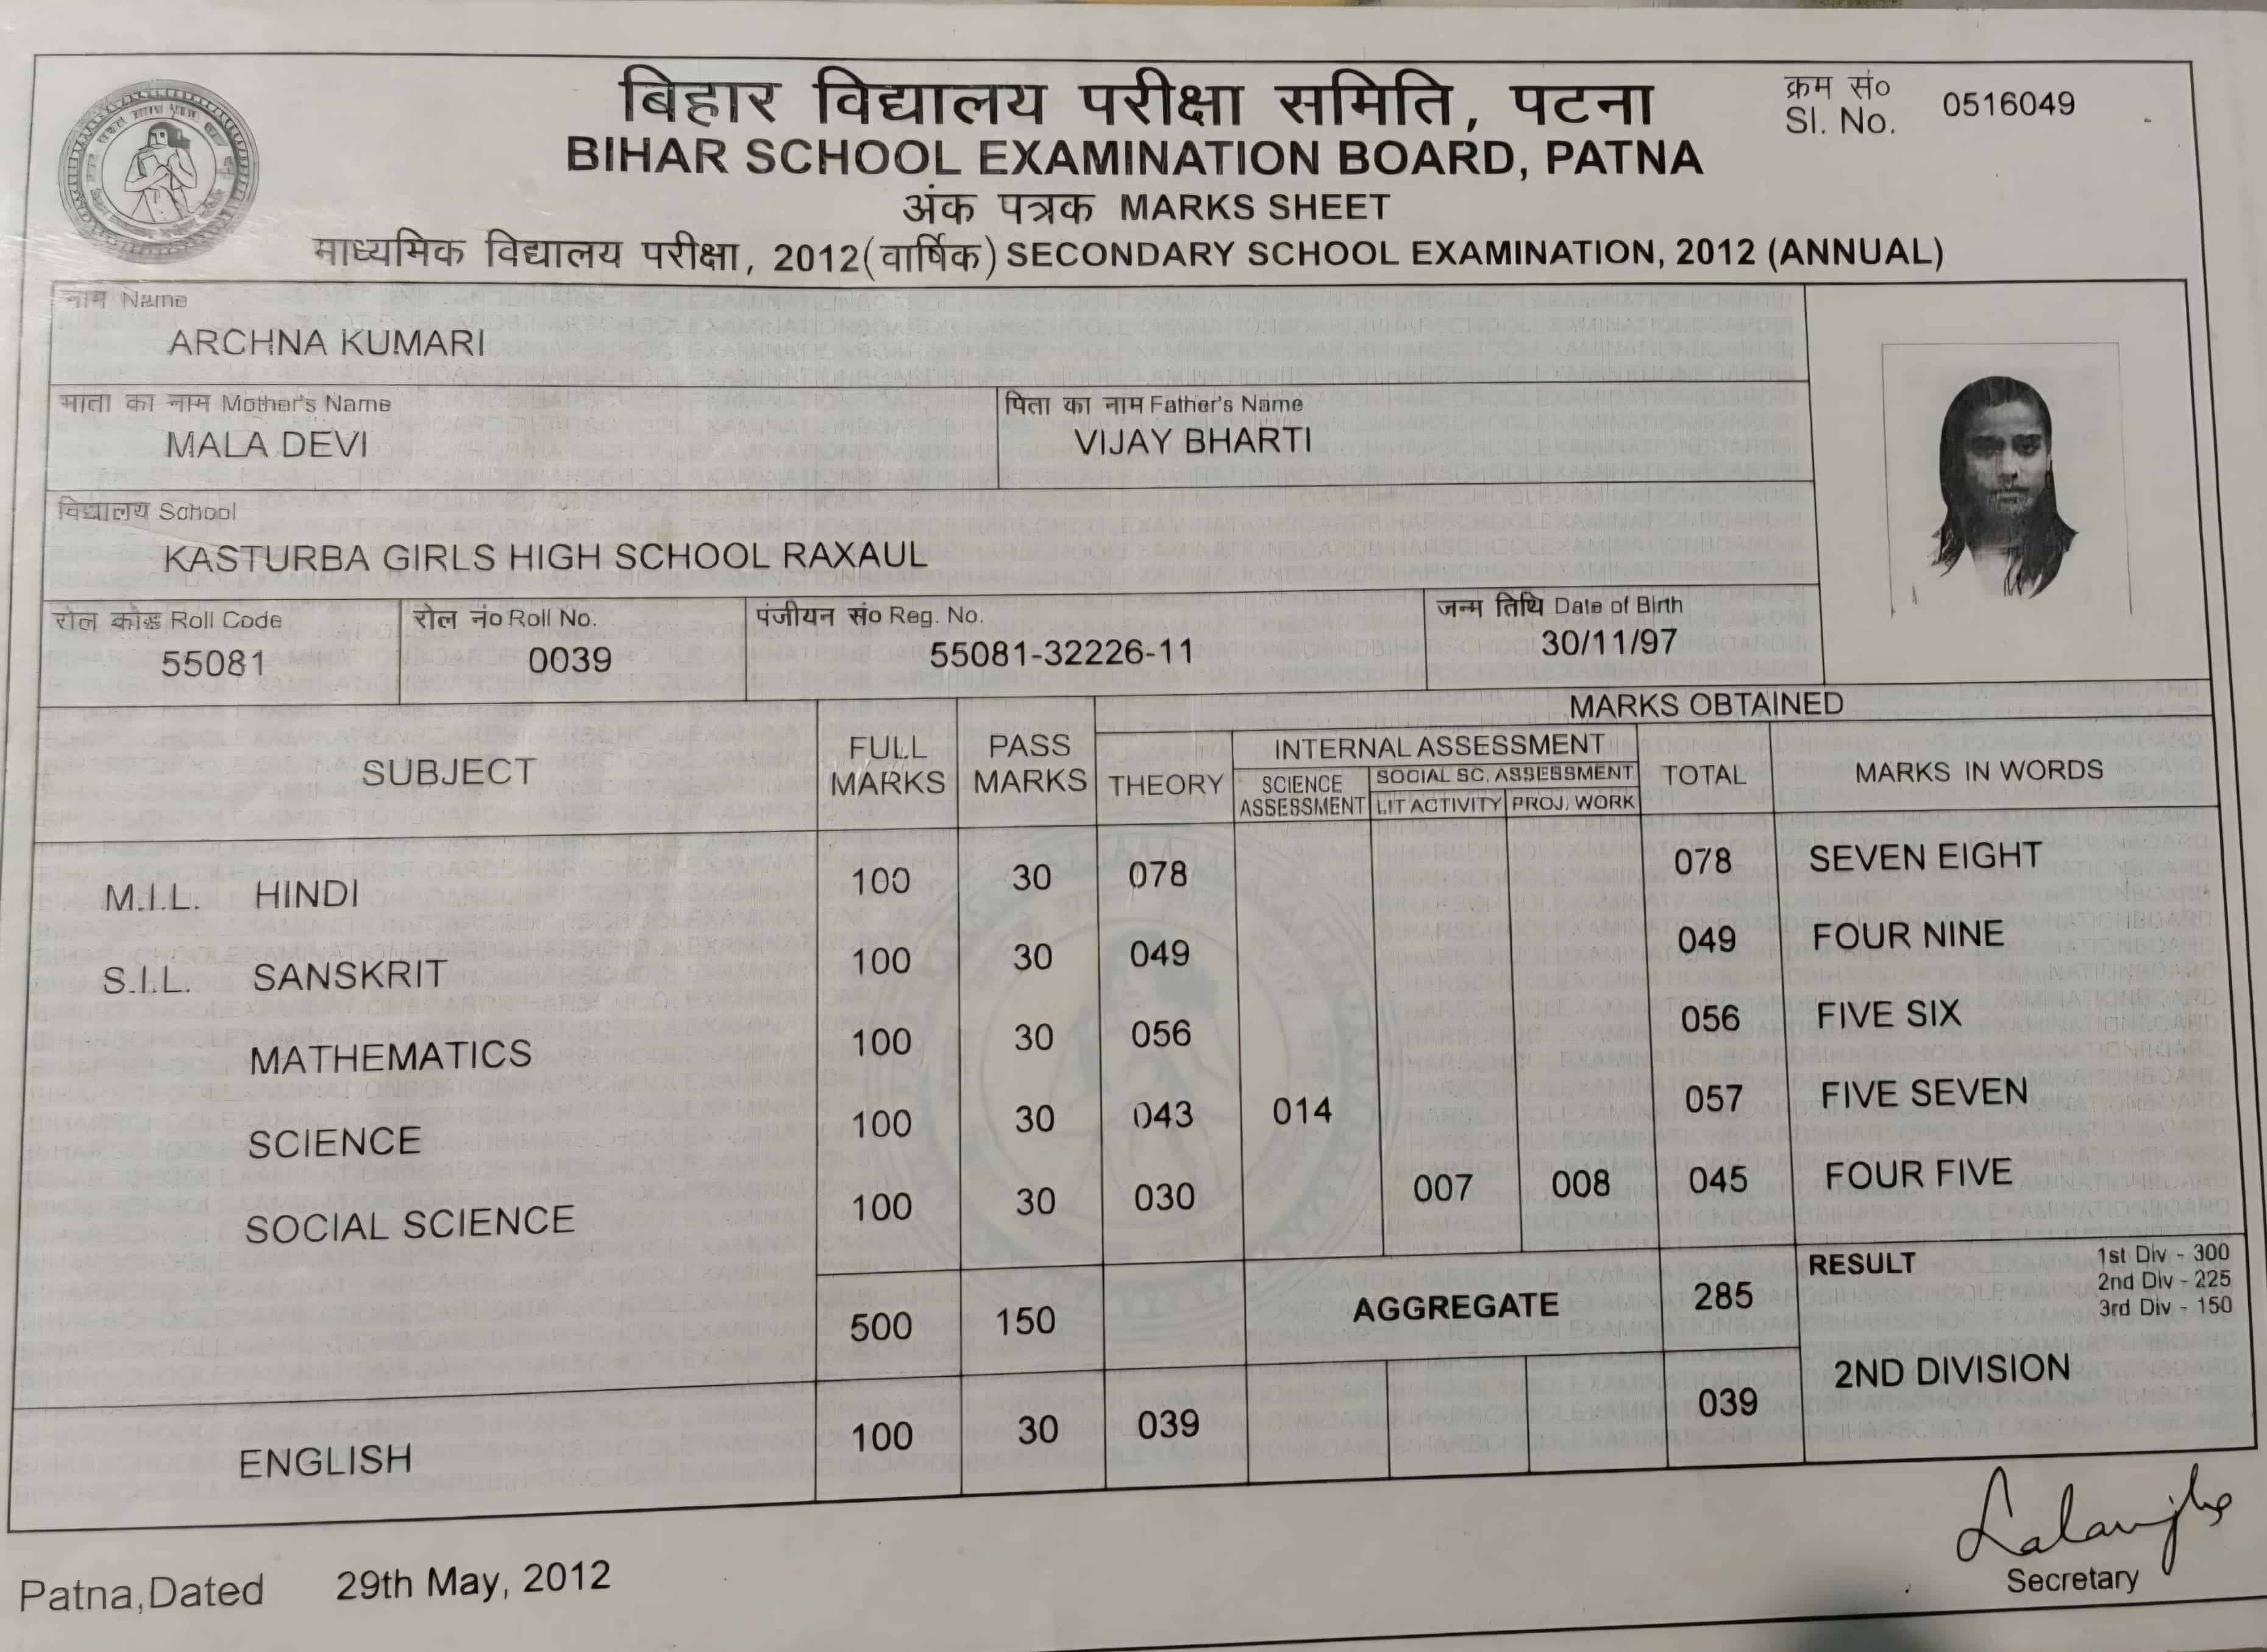 बिहार विद्यालय परीक्षा समिति, पटना
क्रम सं० Sl. No. 0516049
BIHAR SCHOOL EXAMINATION BOARD, PATNA
अंक पत्रक MARKS SHEET
माध्यमिक विद्यालय परीक्षा, 2012(वार्षिक) SECONDARY SCHOOL EXAMINATION, 2012 (ANNUAL)
नाम Name
ARCHNA KUMARI
माता का नाम Mother's Name पिता का नाम Father's Name
MALA DEVI VIJAY BHARTI
विद्यालय School
KASTURBA GIRLS HIGH SCHOOL RAXAUL
रोल कोड Roll Code रोल नं० Roll No. पंजीयन सं० Reg. No. जन्म तिथि Date of Birth
55081 0039 55081-32226-11 30/11/97
MARKS OBTAINED
SUBJECT FULL MARKS PASS MARKS THEORY INTERNAL ASSESSMENT TOTAL MARKS IN WORDS
SCIENCE ASSESSMENT SOCIAL SC. ASSESSMENT
LIT ACTIVITY PROJ. WORK
M.I.L. HINDI 100 30 078 078 SEVEN EIGHT
S.I.L. SANSKRIT 100 30 049 049 FOUR NINE
MATHEMATICS 100 30 056 056 FIVE SIX
SCIENCE 100 30 043 014 057 FIVE SEVEN
SOCIAL SCIENCE 100 30 030 007 008 045 FOUR FIVE
500 150 AGGREGATE 285 RESULT
1st Div - 300
2nd Div - 225
3rd Div - 150
2ND DIVISION
ENGLISH 100 30 039 039
Patna,Dated 29th May, 2012
Secretary